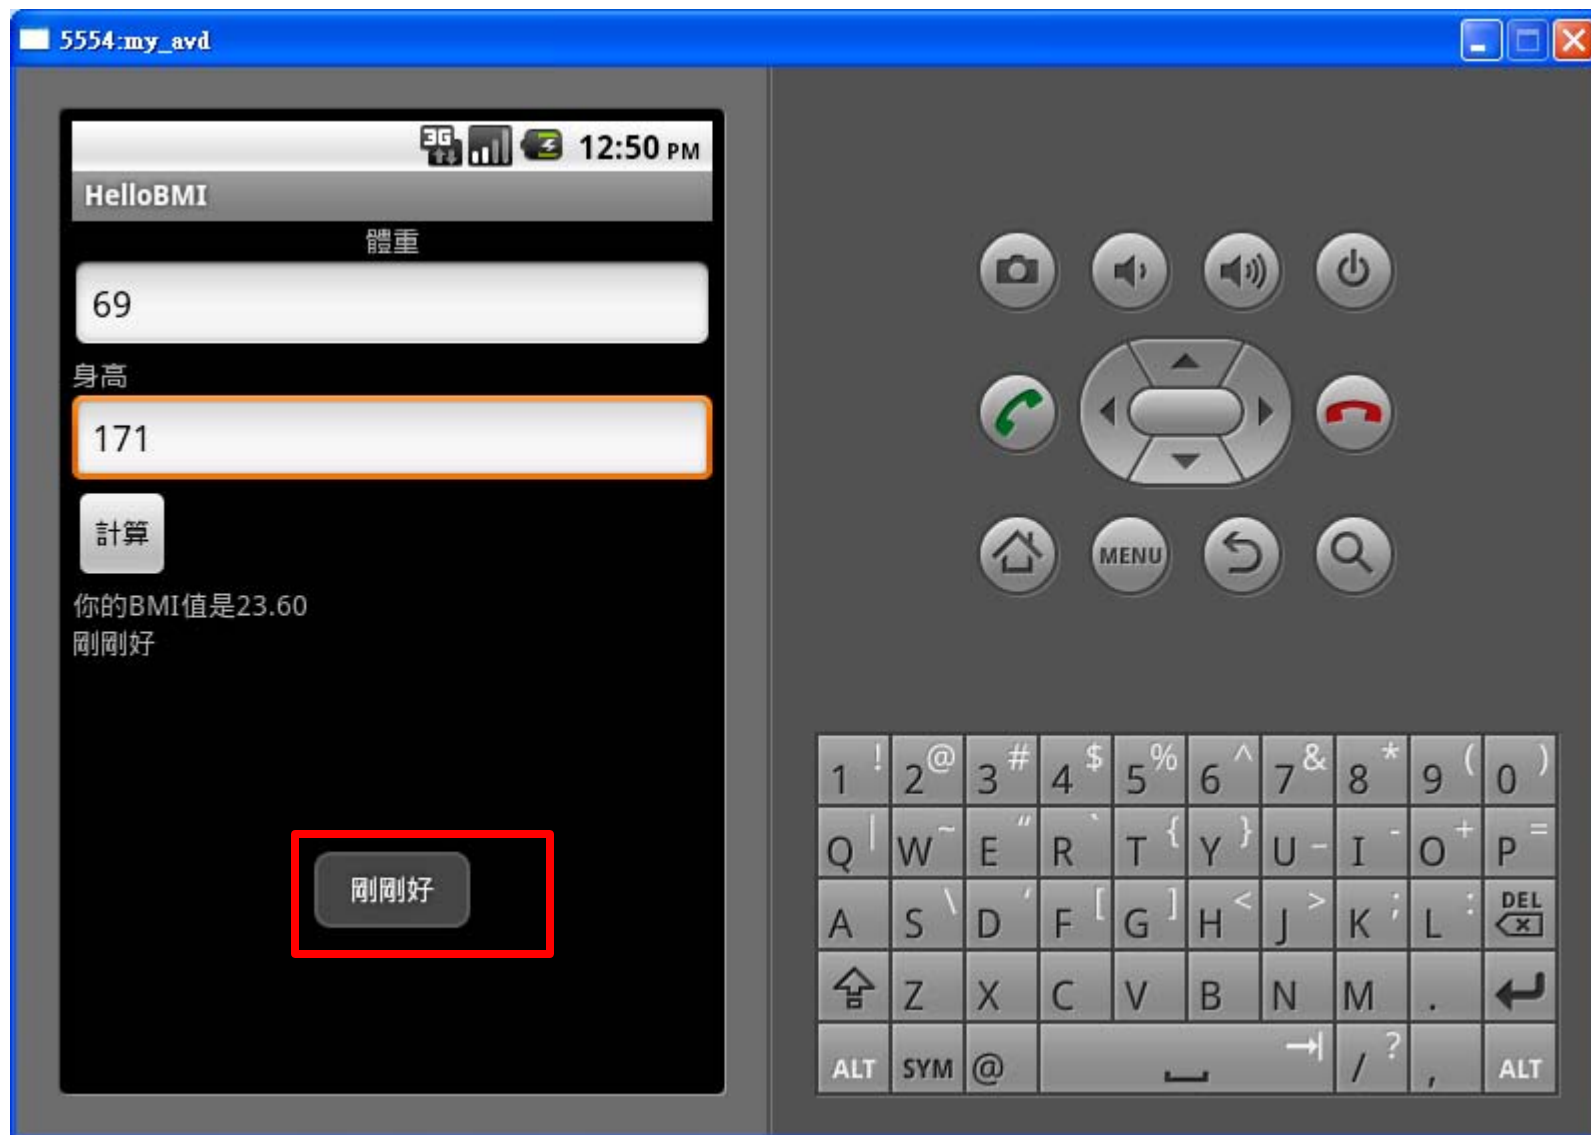 5554:my_avd
3G 12:50 PM
HelloBMI
體重
69
身高
171
計算
你的BMI值是23.60
剛剛好
剛剛好
MENU
1 ! 2 @ 3 # 4 $ 5 % 6 ^ 7 & 8 * 9 ( 0 )
Q | W ~ E " R ` T { Y } U _ I - O + P =
A S \ D ' F [ G ] H < J > K ; L : DEL
Z X C V B N M .
ALT SYM @ / ? , ALT